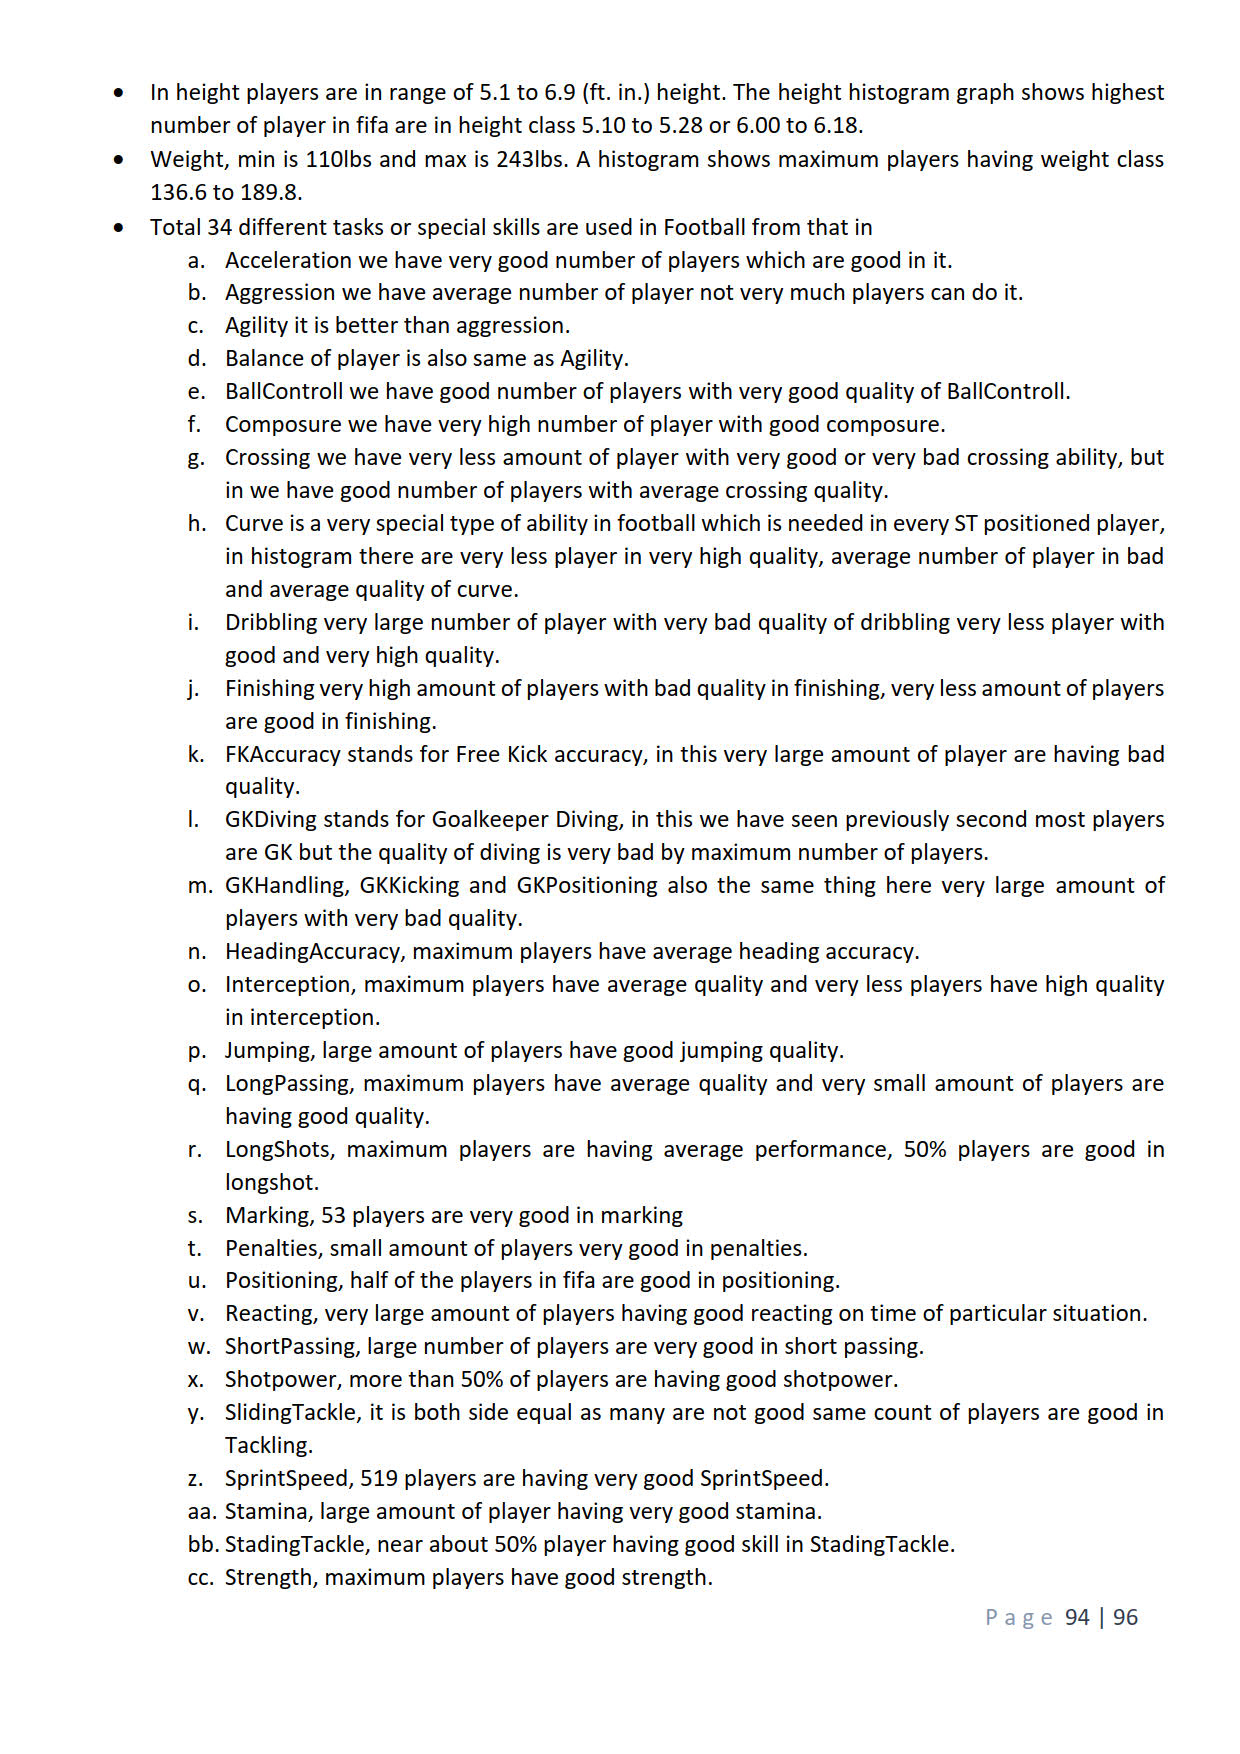 • In height players are in range of 5.1 to 6.9 (ft. in.) height. The height histogram graph shows highest
number of player in fifa are in height class 5.10 to 5.28 or 6.00 to 6.18.
• Weight, min is 110lbs and max is 243lbs. A histogram shows maximum players having weight class
136.6 to 189.8.
• Total 34 different tasks or special skills are used in Football from that in
a. Acceleration we have very good number of players which are good in it.
b. Aggression we have average number of player not very much players can do it.
c. Agility it is better than aggression.
d. Balance of player is also same as Agility.
e. BallControll we have good number of players with very good quality of BallControll.
f. Composure we have very high number of player with good composure.
g. Crossing we have very less amount of player with very good or very bad crossing ability, but
in we have good number of players with average crossing quality.
h. Curve is a very special type of ability in football which is needed in every ST positioned player,
in histogram there are very less player in very high quality, average number of player in bad
and average quality of curve.
i. Dribbling very large number of player with very bad quality of dribbling very less player with
good and very high quality.
j. Finishing very high amount of players with bad quality in finishing, very less amount of players
are good in finishing.
k. FKAccuracy stands for Free Kick accuracy, in this very large amount of player are having bad
quality.
l. GKDiving stands for Goalkeeper Diving, in this we have seen previously second most players
are GK but the quality of diving is very bad by maximum number of players.
m. GKHandling, GKKicking and GKPositioning also the same thing here very large amount of
players with very bad quality.
n. HeadingAccuracy, maximum players have average heading accuracy.
o. Interception, maximum players have average quality and very less players have high quality
in interception.
p. Jumping, large amount of players have good jumping quality.
q. LongPassing, maximum players have average quality and very small amount of players are
having good quality.
r. LongShots, maximum players are having average performance, 50% players are good in
longshot.
s. Marking, 53 players are very good in marking
t. Penalties, small amount of players very good in penalties.
u. Positioning, half of the players in fifa are good in positioning.
v. Reacting, very large amount of players having good reacting on time of particular situation.
w. ShortPassing, large number of players are very good in short passing.
x. Shotpower, more than 50% of players are having good shotpower.
y. SlidingTackle, it is both side equal as many are not good same count of players are good in
Tackling.
z. SprintSpeed, 519 players are having very good SprintSpeed.
aa. Stamina, large amount of player having very good stamina.
bb. StadingTackle, near about 50% player having good skill in StadingTackle.
cc. Strength, maximum players have good strength.
Page 94 | 96